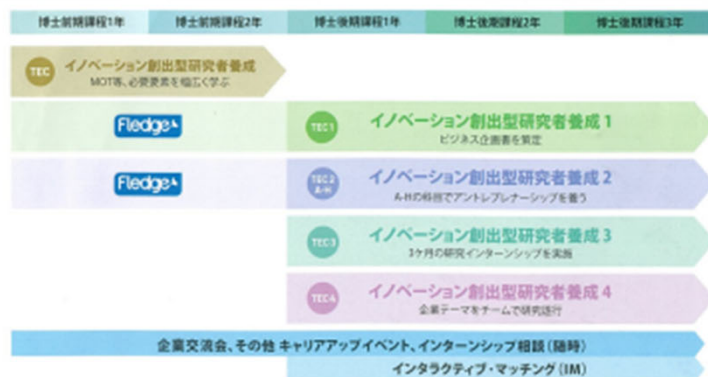 博士前期課程1年 博士前期課程2年 博士後期課程1年 博士後期課程2年 博士後期課程3年
TEC イノベーション創出型研究者養成
MOT等、必要要素を幅広く学ぶ
Fledge TEC1 イノベーション創出型研究者養成 1
ビジネス企画書を策定
Fledge TEC2 A-H イノベーション創出型研究者養成 2
A-Hの科目でアントレプレナーシップを養う
TEC3 イノベーション創出型研究者養成 3
3ケ月の研究インターンシップを実施
TEC4 イノベーション創出型研究者養成 4
企業テーマをチームで研究遂行
企業交流会、その他 キャリアアップイベント、インターンシップ相談(随時)
インタラクティブ・マッチング(IM)